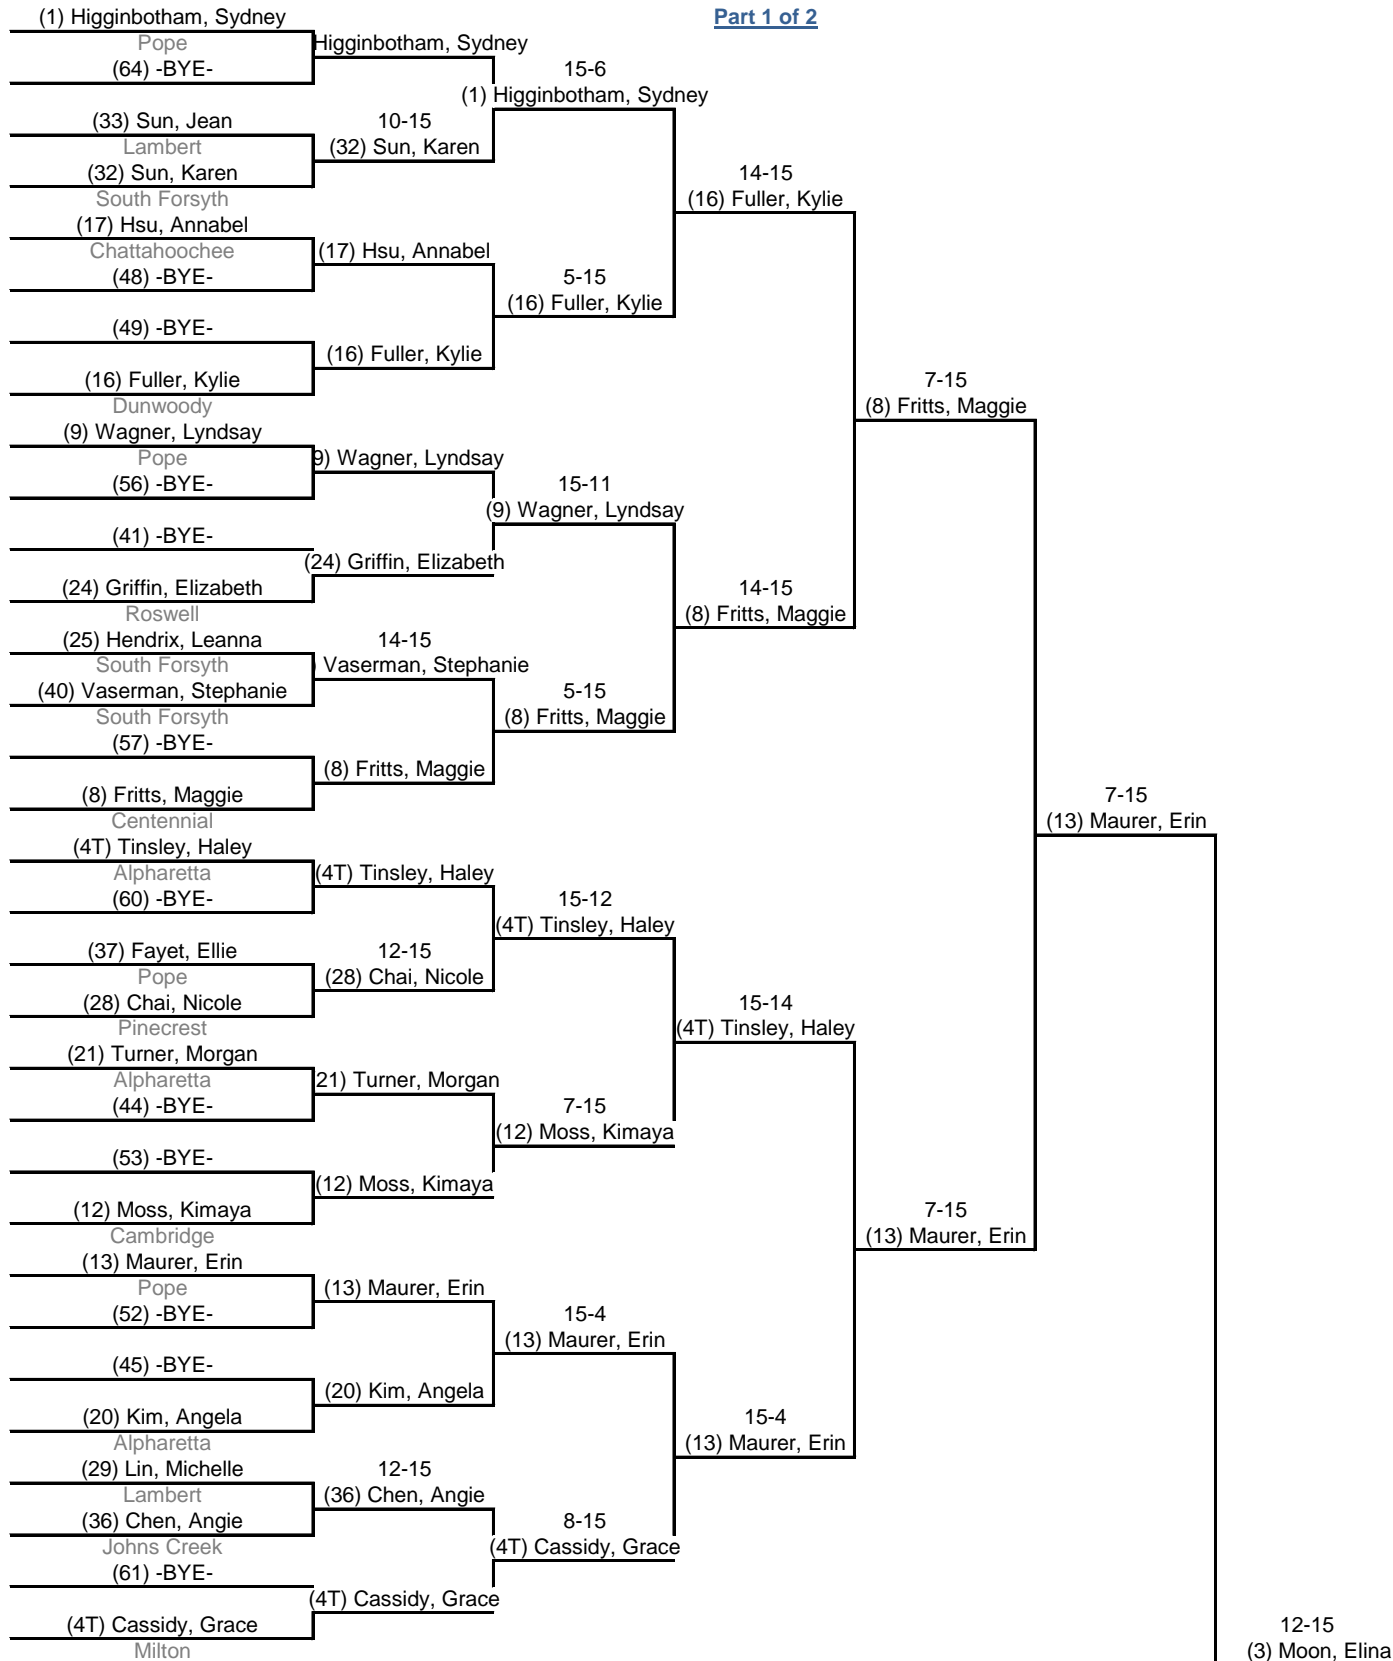 Part 1 of 2
(1) Higginbotham, Sydney
Pope
(64) -BYE-
(33) Sun, Jean
Lambert
(32) Sun, Karen
South Forsyth
(17) Hsu, Annabel
Chattahoochee
(48) -BYE-
(49) -BYE-
(16) Fuller, Kylie
Dunwoody
(9) Wagner, Lyndsay
Pope
(56) -BYE-
(41) -BYE-
(24) Griffin, Elizabeth
Roswell
(25) Hendrix, Leanna
South Forsyth
(40) Vaserman, Stephanie
South Forsyth
(57) -BYE-
(8) Fritts, Maggie
Centennial
(4T) Tinsley, Haley
Alpharetta
(60) -BYE-
(37) Fayet, Ellie
Pope
(28) Chai, Nicole
Pinecrest
(21) Turner, Morgan
Alpharetta
(44) -BYE-
(53) -BYE-
(12) Moss, Kimaya
Cambridge
(13) Maurer, Erin
Pope
(52) -BYE-
(45) -BYE-
(20) Kim, Angela
Alpharetta
(29) Lin, Michelle
Lambert
(36) Chen, Angie
Johns Creek
(61) -BYE-
(4T) Cassidy, Grace
Milton
Higginbotham, Sydney
10-15
(32) Sun, Karen
(17) Hsu, Annabel
(16) Fuller, Kylie
9) Wagner, Lyndsay
(24) Griffin, Elizabeth
14-15
) Vaserman, Stephanie
(8) Fritts, Maggie
(4T) Tinsley, Haley
12-15
(28) Chai, Nicole
21) Turner, Morgan
(12) Moss, Kimaya
(13) Maurer, Erin
(20) Kim, Angela
12-15
(36) Chen, Angie
(4T) Cassidy, Grace
15-6
(1) Higginbotham, Sydney
5-15
(16) Fuller, Kylie
15-11
(9) Wagner, Lyndsay
5-15
(8) Fritts, Maggie
15-12
(4T) Tinsley, Haley
7-15
(12) Moss, Kimaya
15-4
(13) Maurer, Erin
8-15
(4T) Cassidy, Grace
14-15
(16) Fuller, Kylie
14-15
(8) Fritts, Maggie
15-14
(4T) Tinsley, Haley
15-4
(13) Maurer, Erin
7-15
(8) Fritts, Maggie
7-15
(13) Maurer, Erin
7-15
(13) Maurer, Erin
12-15
(3) Moon, Elina